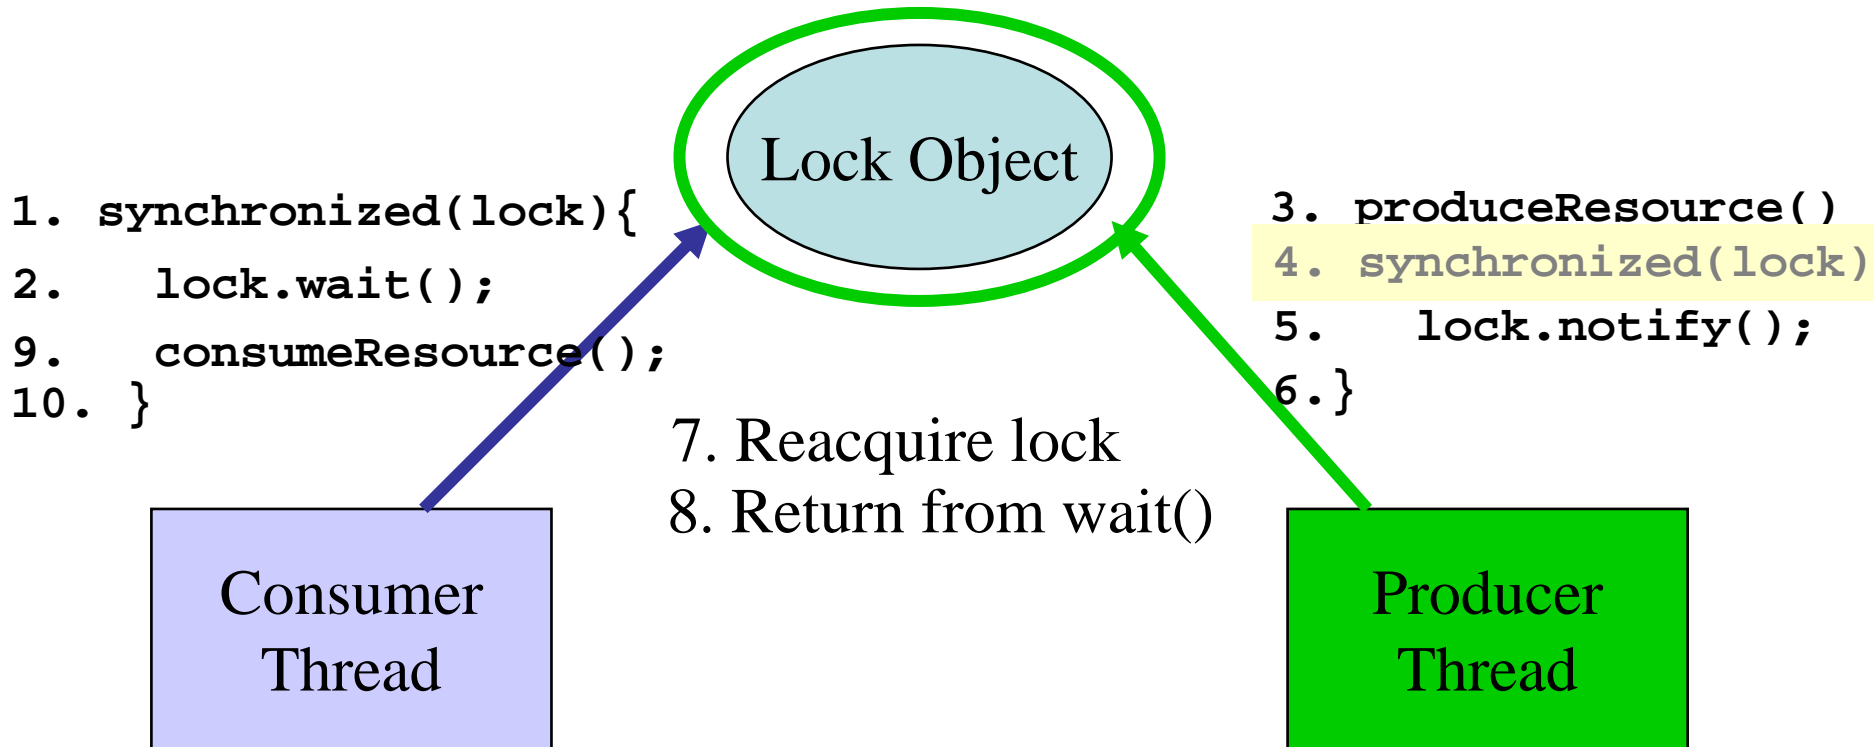 Lock Object
1. synchronized(lock){
2. lock.wait();
9. consumeResource();
10. }
3. produceResource()
4. synchronized(lock)
5. lock.notify();
6.}
7. Reacquire lock
8. Return from wait()
Consumer
Thread
Producer
Thread